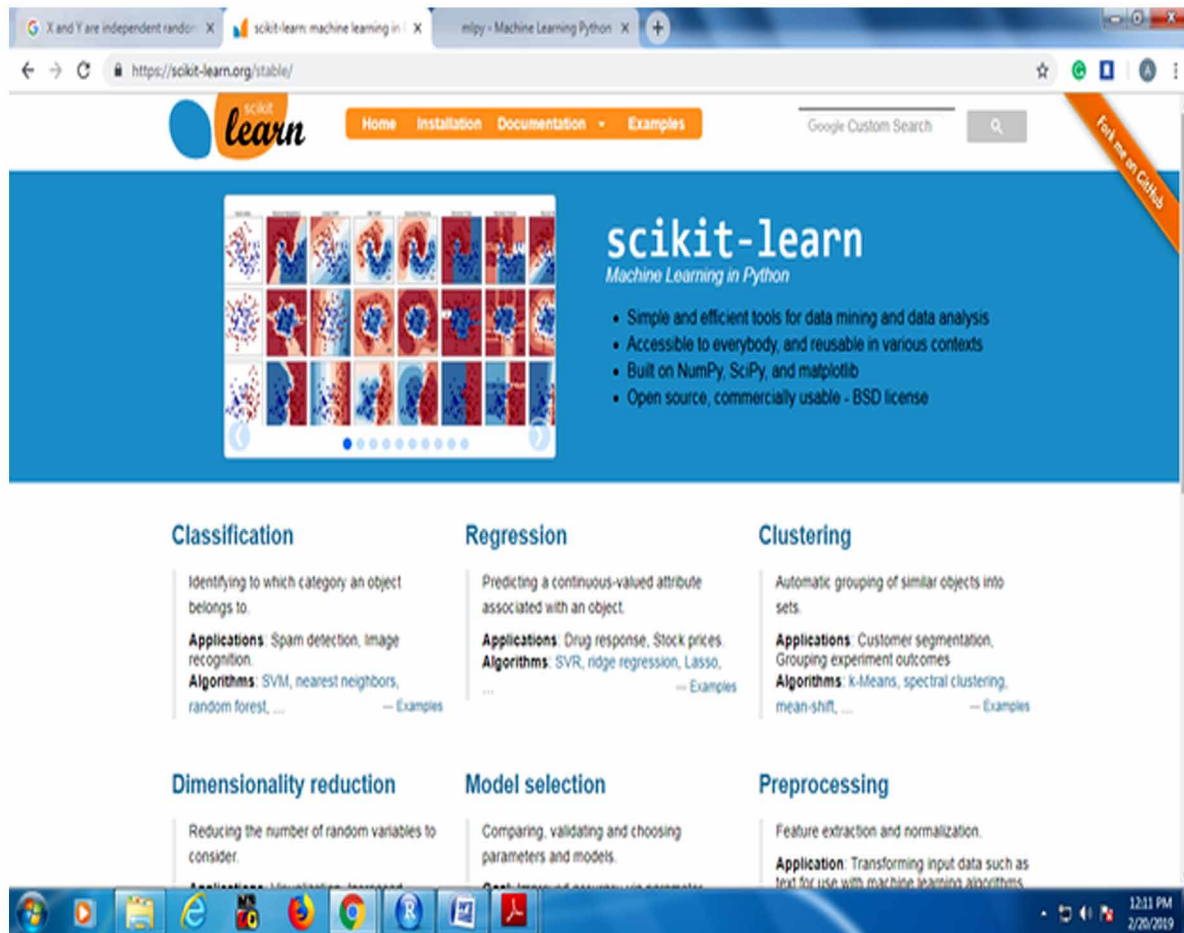 X and Y are independent random
scikit-learn: machine learning in
mlpy - Machine Learning Python
https://scikit-learn.org/stable/
scikit
learn
Home Installation Documentation Examples
Google Custom Search
Fork me on GitHub
scikit-learn
Machine Learning in Python
• Simple and efficient tools for data mining and data analysis
• Accessible to everybody, and reusable in various contexts
• Built on NumPy, SciPy, and matplotlib
• Open source, commercially usable - BSD license
Classification
Identifying to which category an object
belongs to.
Applications: Spam detection, Image
recognition.
Algorithms: SVM, nearest neighbors,
random forest, ... — Examples
Regression
Predicting a continuous-valued attribute
associated with an object.
Applications: Drug response, Stock prices.
Algorithms: SVR, ridge regression, Lasso,
... — Examples
Clustering
Automatic grouping of similar objects into
sets.
Applications: Customer segmentation,
Grouping experiment outcomes
Algorithms: k-Means, spectral clustering,
mean-shift, ... — Examples
Dimensionality reduction
Reducing the number of random variables to
consider.
Model selection
Comparing, validating and choosing
parameters and models.
Preprocessing
Feature extraction and normalization.
Application: Transforming input data such as
text for use with machine learning algorithms
12:11 PM
2/20/2019